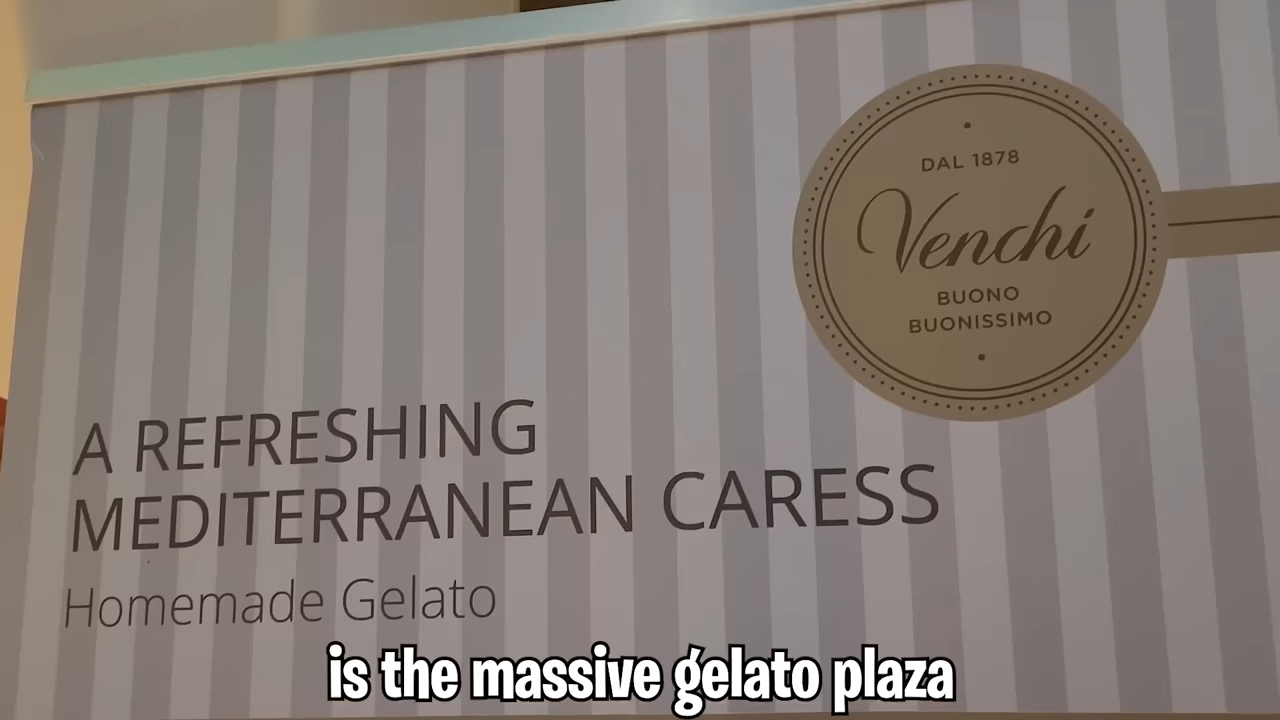 DAL 1878
Venchi
BUONO
BUONISSIMO
A REFRESHING
MEDITERRANEAN CARESS
Homemade Gelato
is the massive gelato plaza